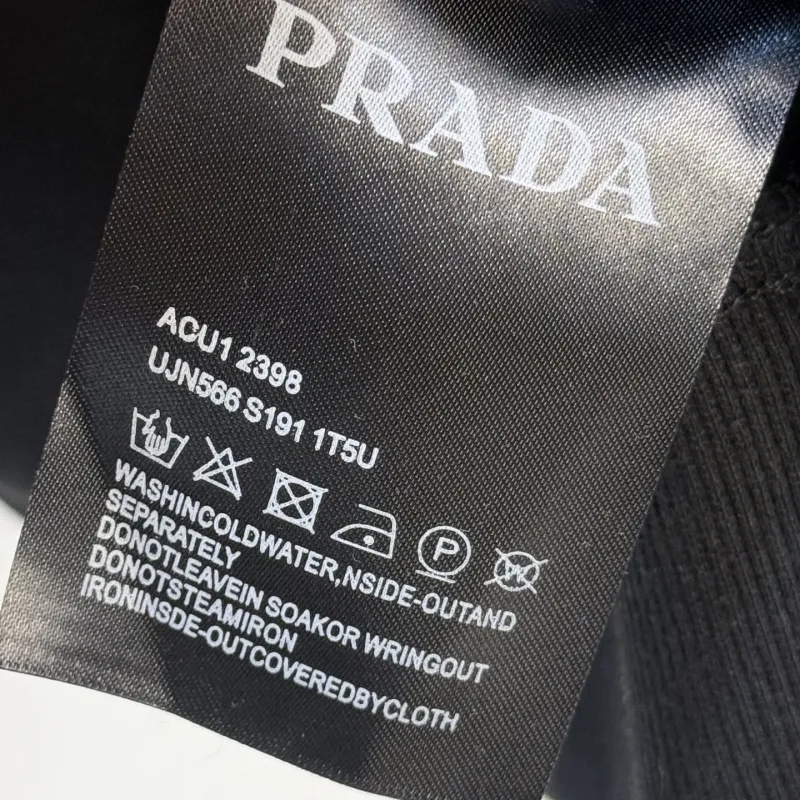 PRADA
ACU1 2398
UJN566 S191 1T5U
P
W
WASHINCOLDWATER,NSIDE-OUTAND
SEPARATELY
DONOTLEAVEIN SOAKOR WRINGOUT
DONOTSTEAMIRON
IRONINSDE-OUTCOVEREDBYCLOTH